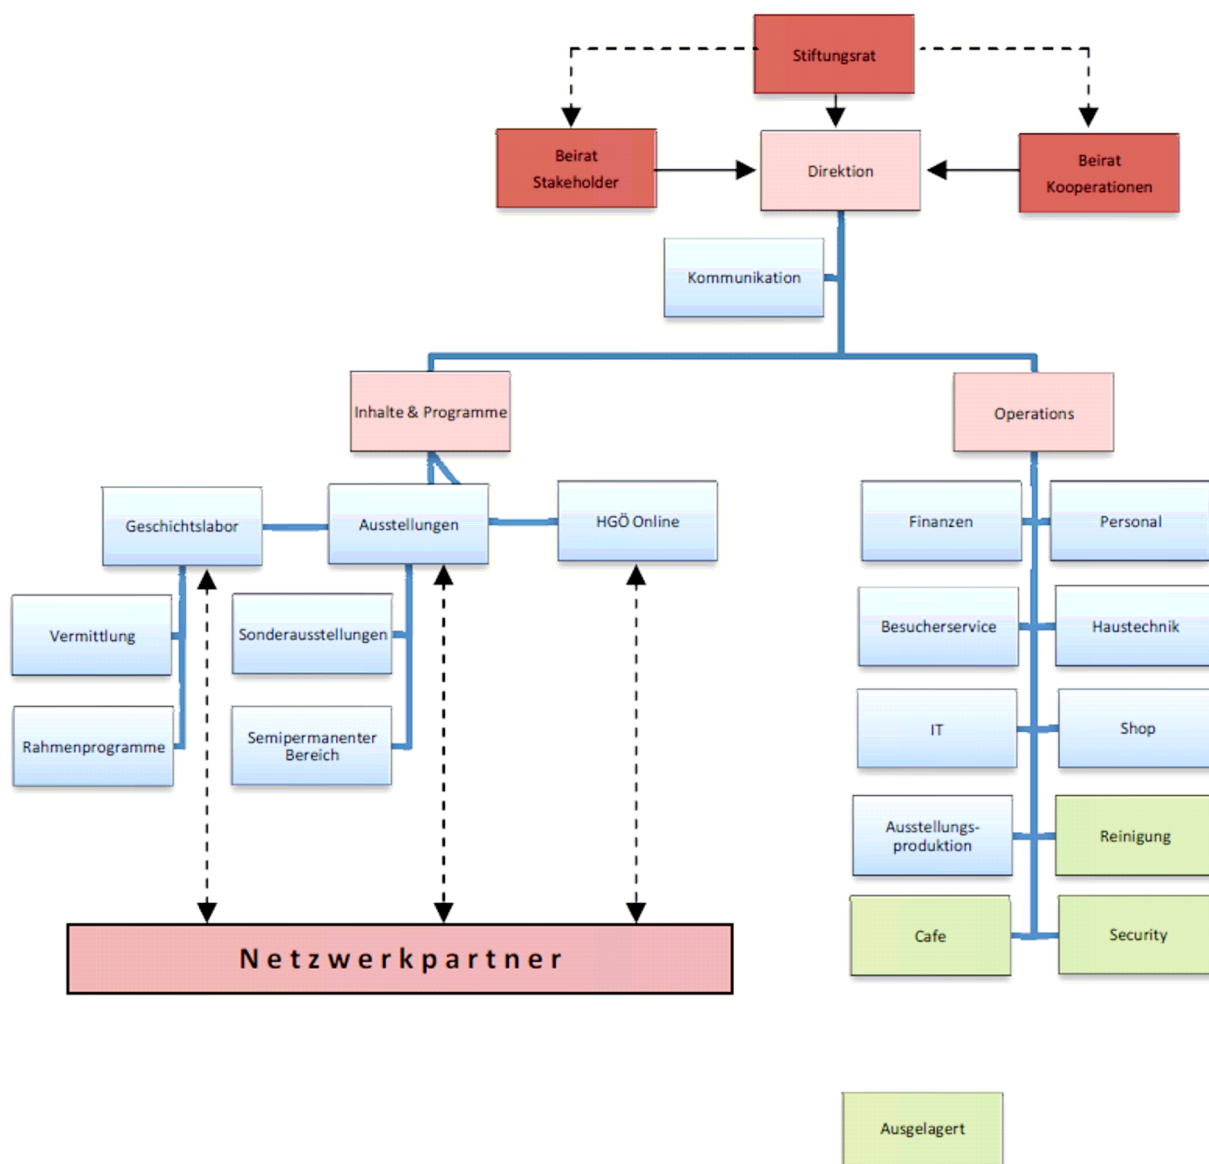 Stiftungsrat
Beirat
Stakeholder
Direktion
Beirat
Kooperationen
Kommunikation
Inhalte & Programme
Operations
Geschichtslabor
Ausstellungen
HGÖ Online
Finanzen
Personal
Vermittlung
Sonderausstellungen
Besucherservice
Haustechnik
Rahmenprogramme
Semipermanenter
Bereich
IT
Shop
Ausstellungs-
produktion
Reinigung
Cafe
Security
Netzwerkpartner
Ausgelagert